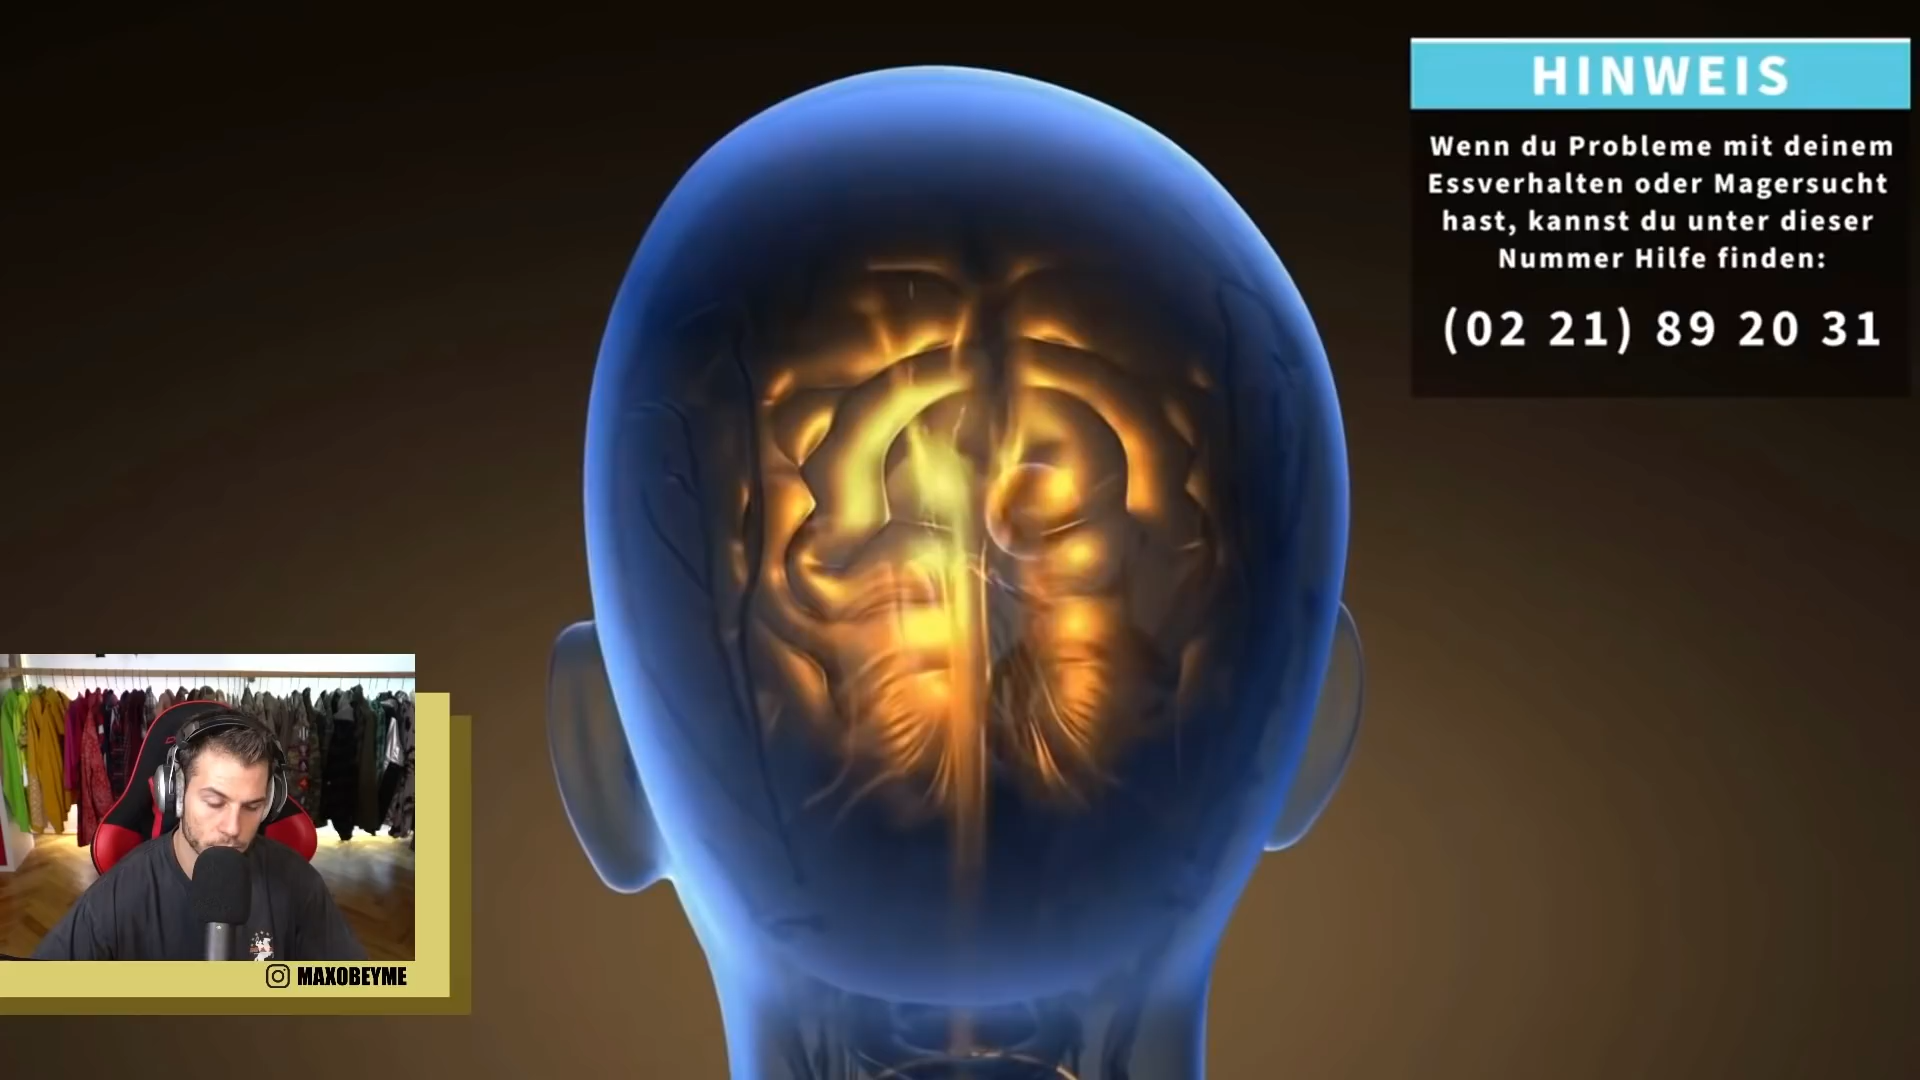 HINWEIS
Wenn du Probleme mit deinem
Essverhalten oder Magersucht
hast, kannst du unter dieser
Nummer Hilfe finden:
(02 21) 89 20 31
MAXOBEYME